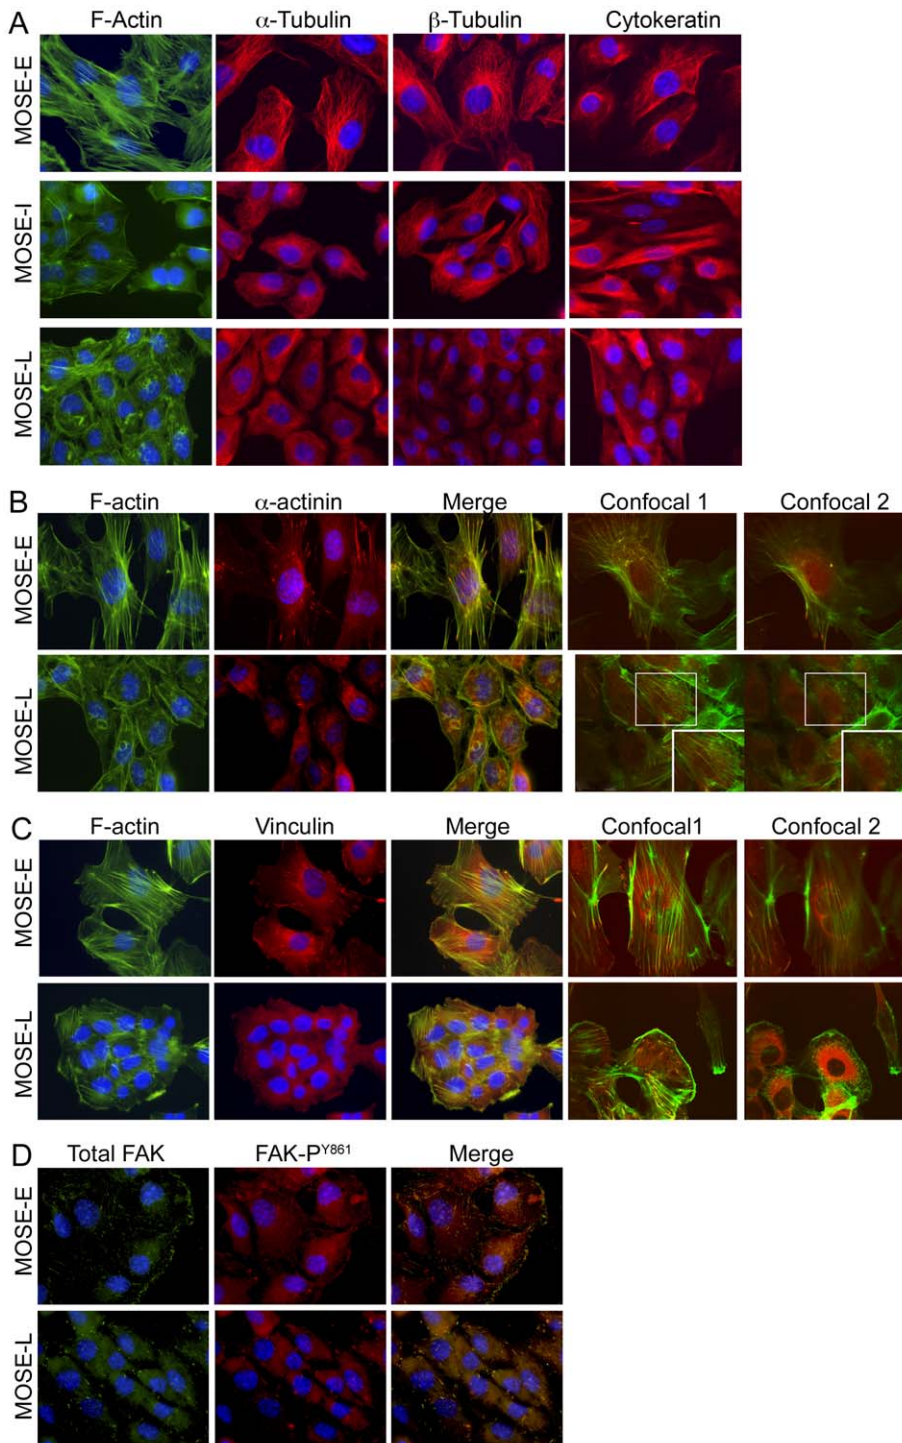 A
F-Actin α-Tubulin β-Tubulin Cytokeratin
MOSE-E
MOSE-I
MOSE-L
B
F-actin α-actinin Merge Confocal 1 Confocal 2
MOSE-E
MOSE-L
C
F-actin Vinculin Merge Confocal1 Confocal 2
MOSE-E
MOSE-L
D
Total FAK FAK-Pʸ⁸⁶¹ Merge
MOSE-E
MOSE-L